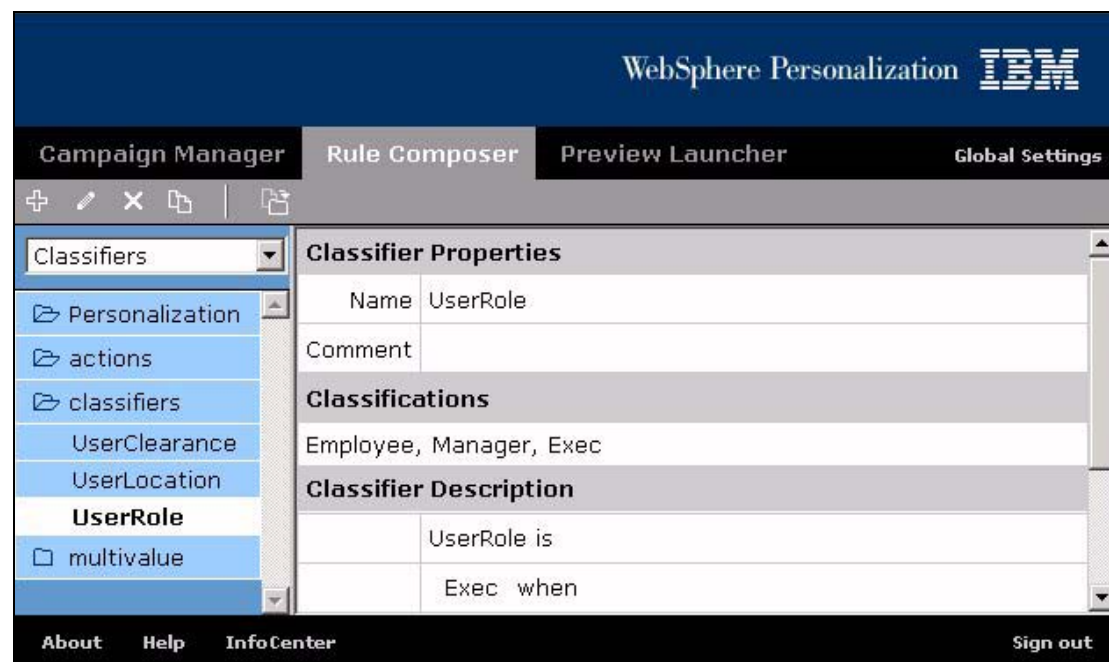 WebSphere Personalization IBM
Campaign Manager Rule Composer Preview Launcher Global Settings
Classifiers
Personalization
actions
classifiers
UserClearance
UserLocation
UserRole
multivalue
Classifier Properties
Name UserRole
Comment
Classifications
Employee, Manager, Exec
Classifier Description
UserRole is
Exec when
About Help InfoCenter Sign out